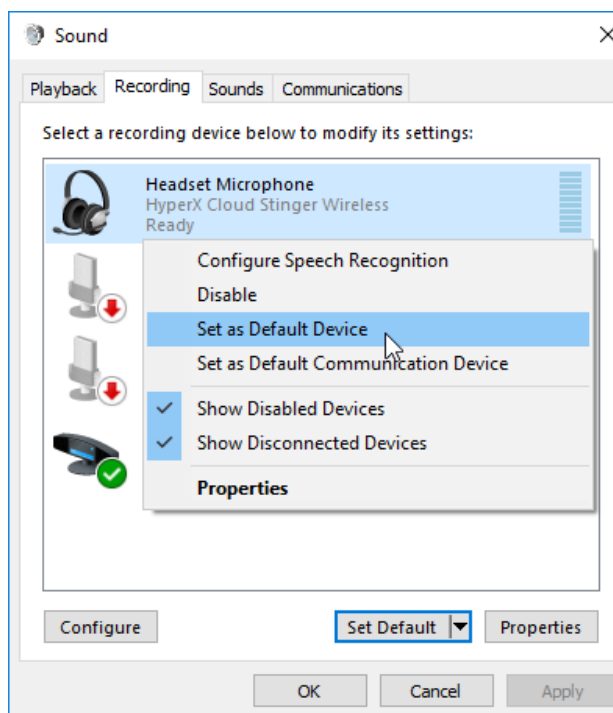 Sound
Playback Recording Sounds Communications
Select a recording device below to modify its settings:
Headset Microphone
HyperX Cloud Stinger Wireless
Ready
Configure Speech Recognition
Disable
Set as Default Device
Set as Default Communication Device
Show Disabled Devices
Show Disconnected Devices
Properties
Configure Set Default Properties
OK Cancel Apply